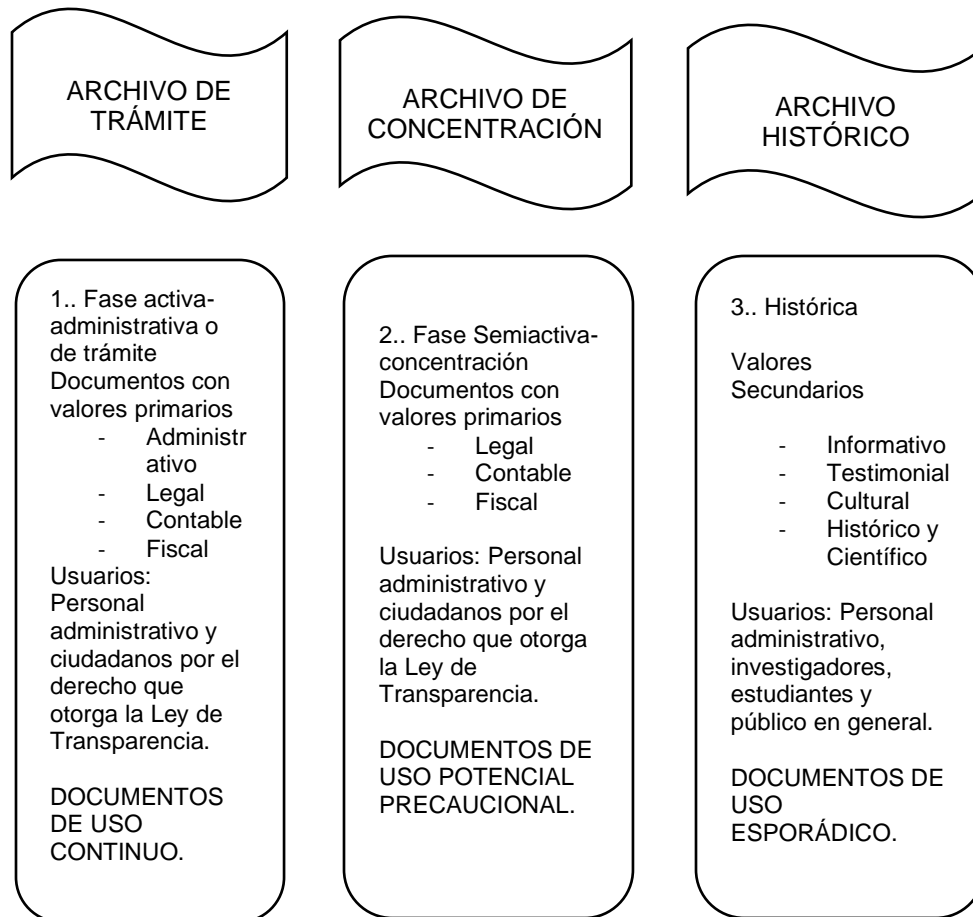 ARCHIVO DE
TRÁMITE
ARCHIVO DE
CONCENTRACIÓN
ARCHIVO
HISTÓRICO
1.. Fase activa-
administrativa o
de trámite
Documentos con
valores primarios
- Administr
ativo
- Legal
- Contable
- Fiscal
Usuarios:
Personal
administrativo y
ciudadanos por el
derecho que
otorga la Ley de
Transparencia.
DOCUMENTOS
DE USO
CONTINUO.
2.. Fase Semiactiva-
concentración
Documentos con
valores primarios
- Legal
- Contable
- Fiscal
Usuarios: Personal
administrativo y
ciudadanos por el
derecho que otorga
la Ley de
Transparencia.
DOCUMENTOS DE
USO POTENCIAL
PRECAUCIONAL.
3.. Histórica
Valores
Secundarios
- Informativo
- Testimonial
- Cultural
- Histórico y
Científico
Usuarios: Personal
administrativo,
investigadores,
estudiantes y
público en general.
DOCUMENTOS DE
USO
ESPORÁDICO.